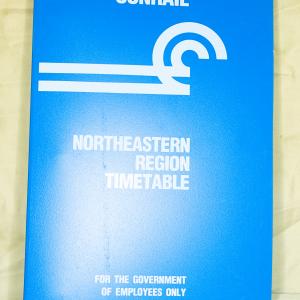 CONRAIL
NORTHEASTERN
REGION
TIMETABLE
FOR THE GOVERNMENT
OF EMPLOYEES ONLY